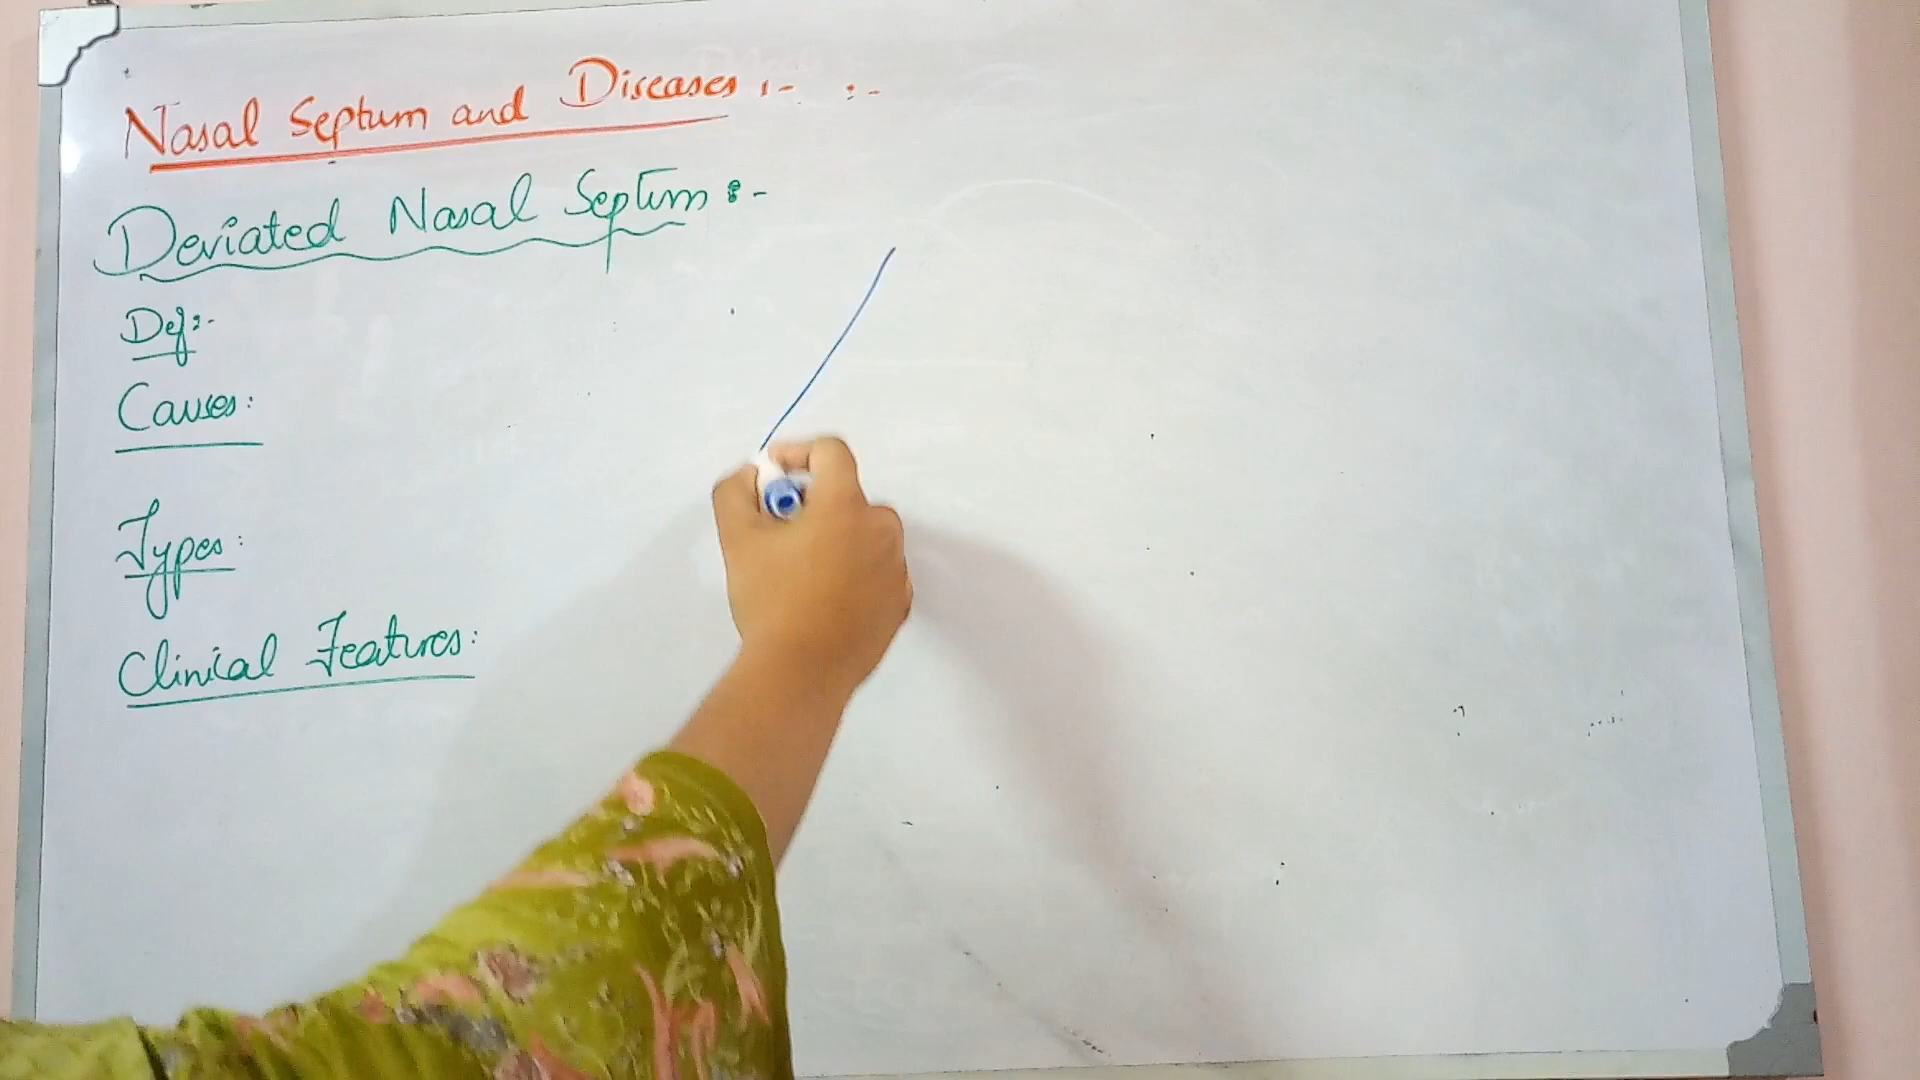 Nasal Septum and Diseases :- :-
Deviated Nasal Septum :-
Def :-
Causes :
Types :
Clinical Features :